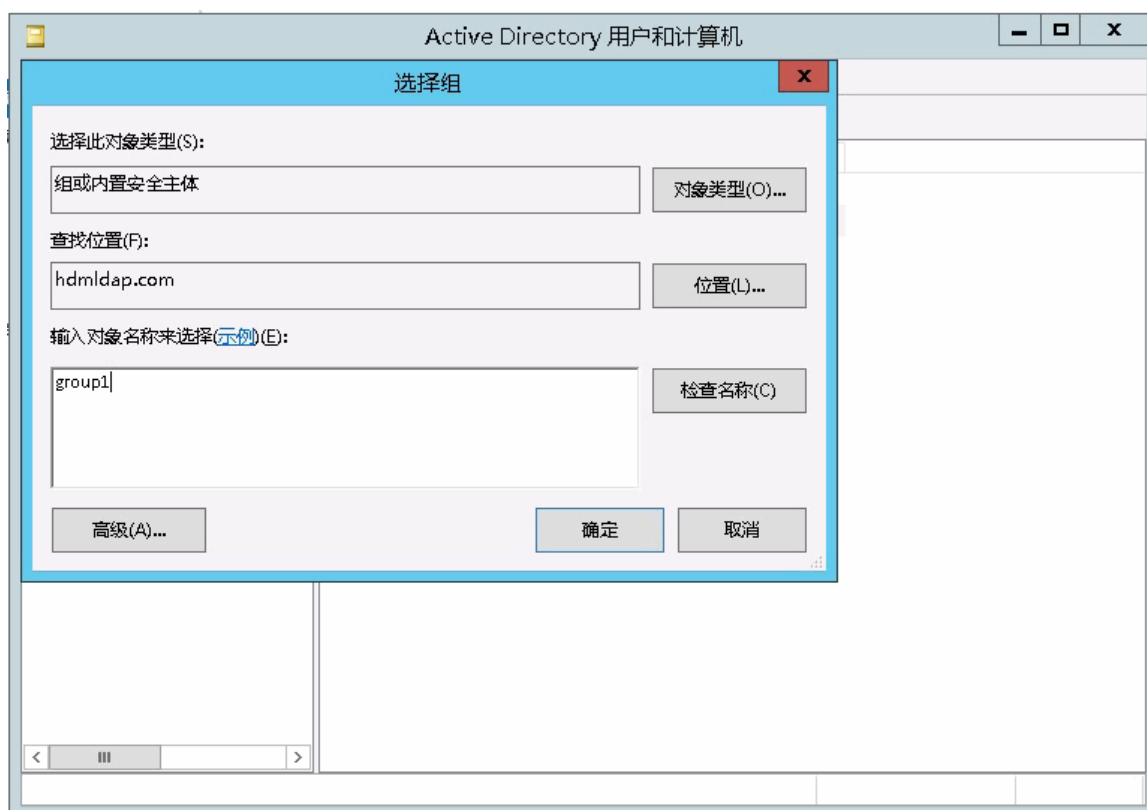 Active Directory 用户和计算机
选择组
选择此对象类型(S):
组或内置安全主体
对象类型(O)...
查找位置(F):
hdmldap.com
位置(L)...
输入对象名称来选择(示例)(E):
group1
检查名称(C)
高级(A)...
确定
取消